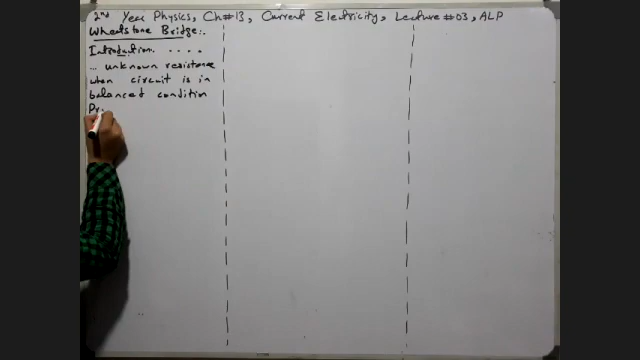 2nd Year Physics, Ch#13, Current Electricity, Lecture #03, ALP
Wheatstone Bridge:.
Introduction. ....
... unknown resistance
when circuit is in
balanced condition
Pr.